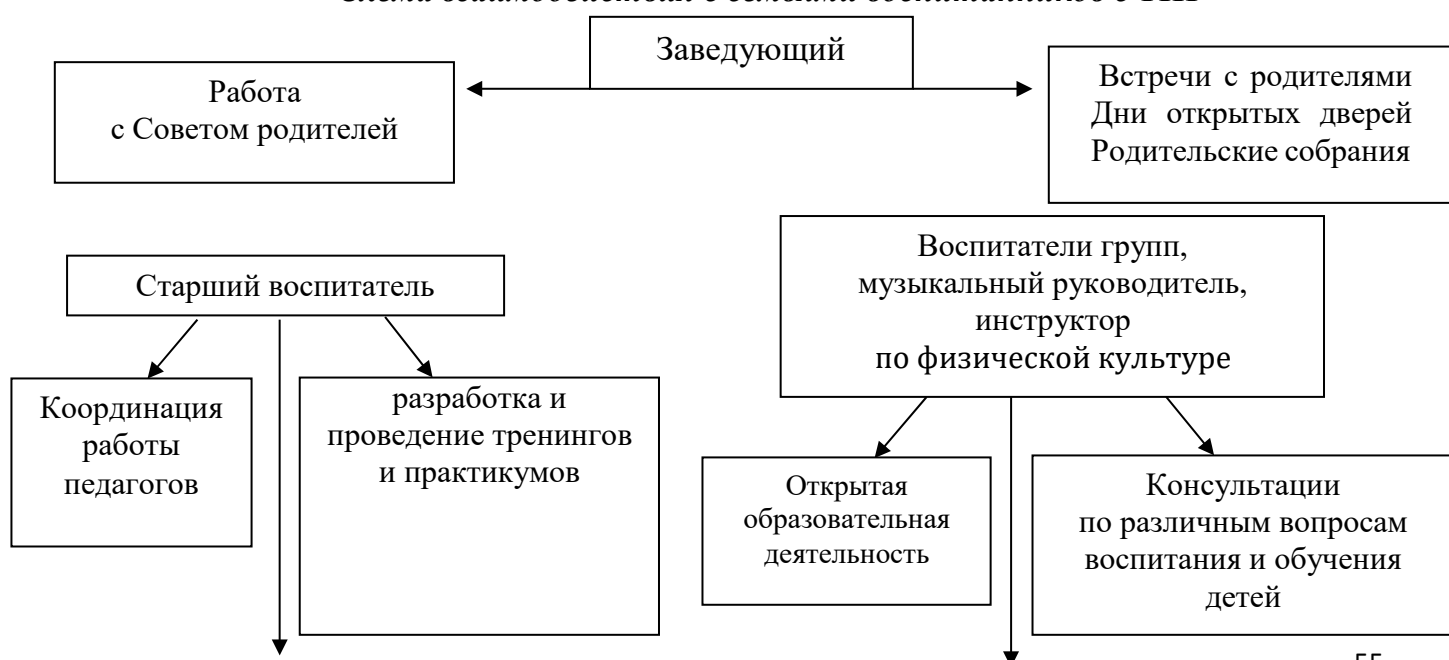 Заведующий
Работа
с Советом родителей
Встречи с родителями
Дни открытых дверей
Родительские собрания
Старший воспитатель
Воспитатели групп,
музыкальный руководитель,
инструктор
по физической культуре
Координация
работы
педагогов
разработка и
проведение тренингов
и практикумов
Открытая
образовательная
деятельность
Консультации
по различным вопросам
воспитания и обучения
детей